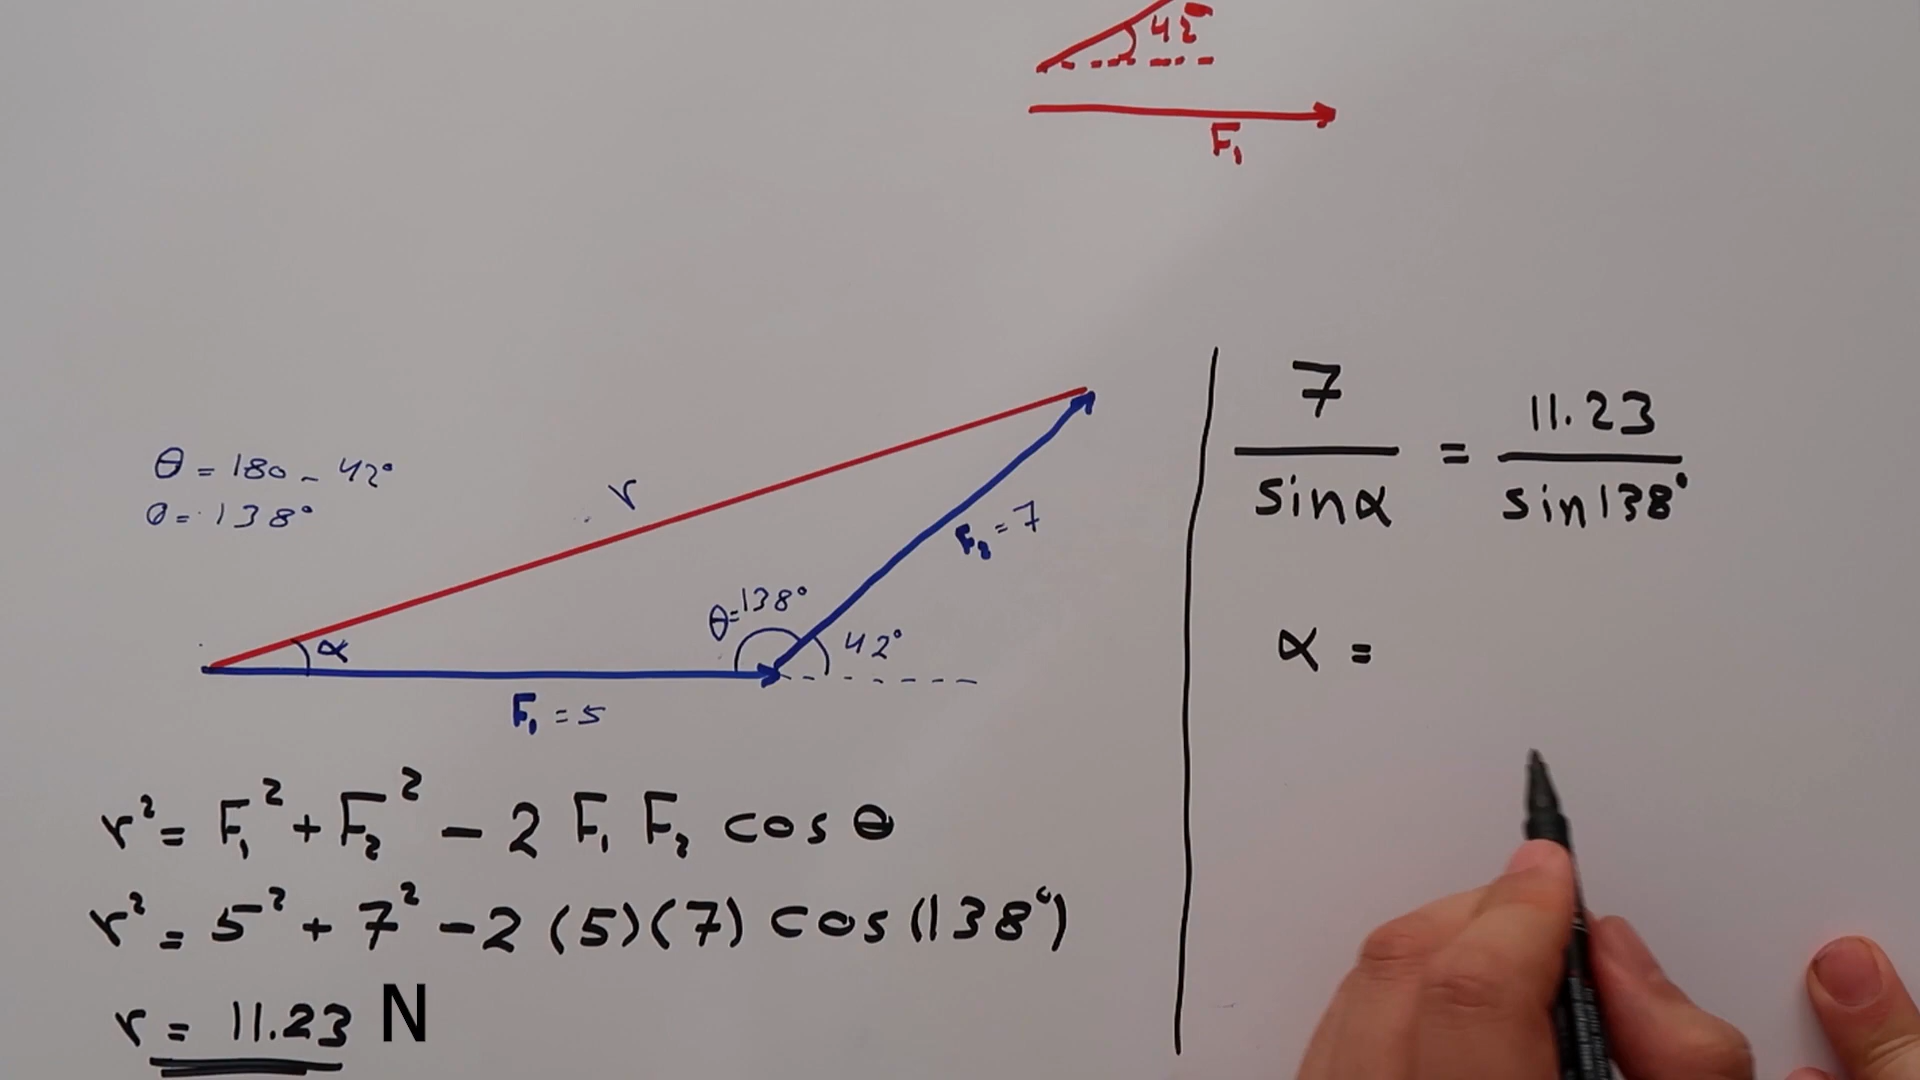 42
F₁
θ = 180 - 42°
θ = 138°
r
F₂ = 7
θ=138°
42°
α
F₁ = 5
r² = F₁² + F₂² - 2 F₁ F₂ cos θ
r² = 5² + 7² - 2 (5)(7) cos(138°)
r = 11.23 N
7/sinα = 11.23/sin138°
α =